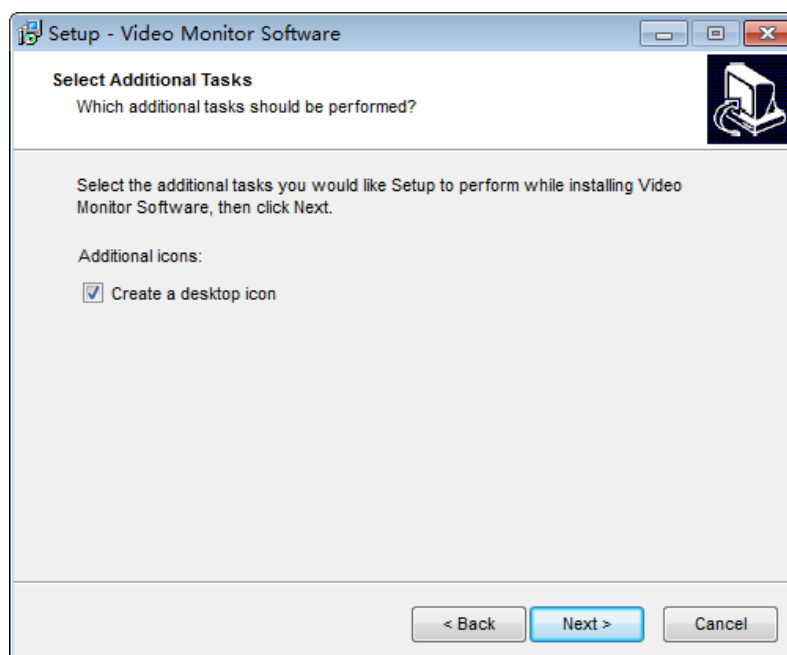 Setup - Video Monitor Software
Select Additional Tasks
Which additional tasks should be performed?
Select the additional tasks you would like Setup to perform while installing Video
Monitor Software, then click Next.
Additional icons:
Create a desktop icon
< Back Next > Cancel